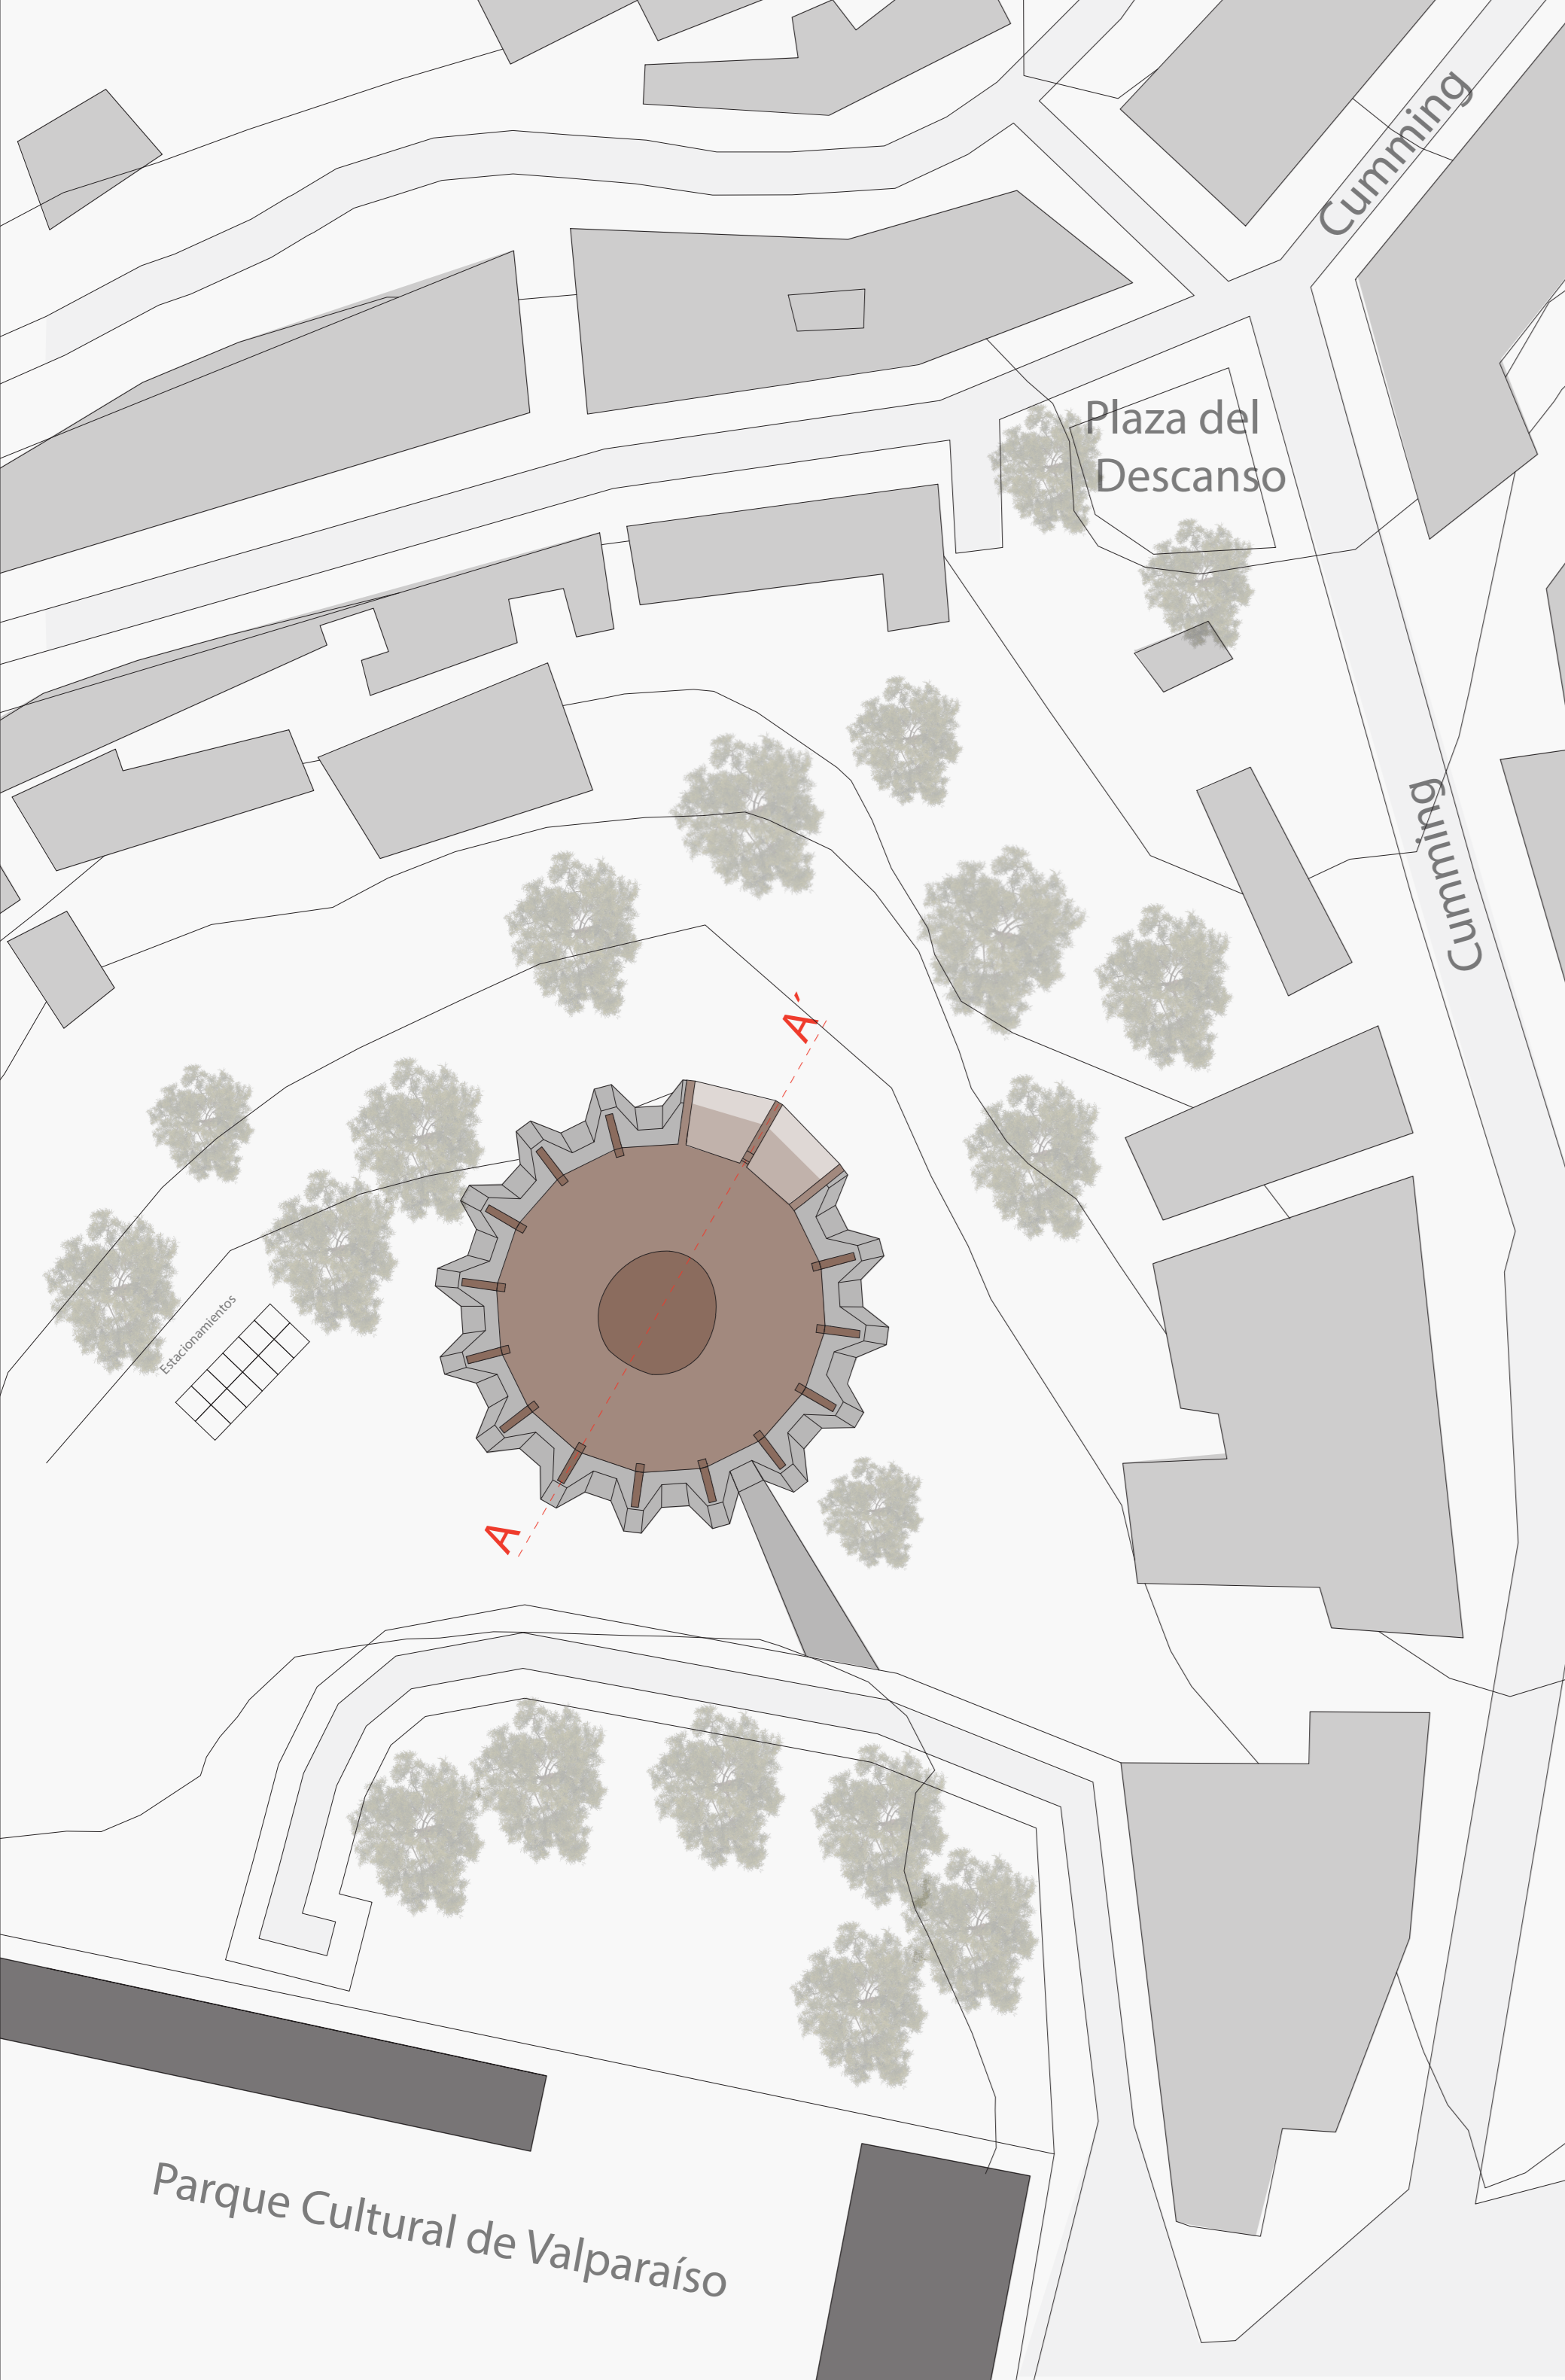 Cumming
Plaza del
Descanso
Cumming
A´
Estacionamientos
A
Parque Cultural de Valparaíso